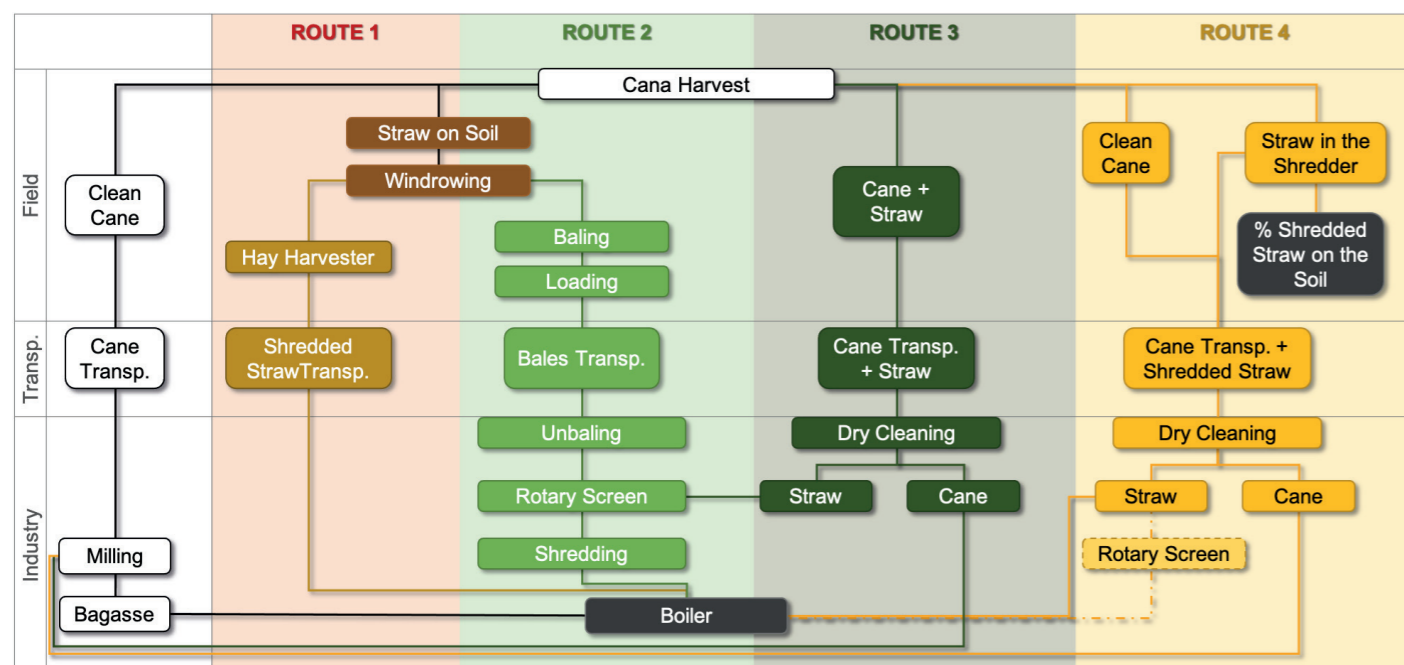 ROUTE 1
ROUTE 2
ROUTE 3
ROUTE 4
Field
Cana Harvest
Straw on Soil
Windrowing
Clean
Cane
Hay Harvester
Baling
Loading
Cane +
Straw
Clean
Cane
Straw in the
Shredder
% Shredded
Straw on the
Soil
Transp.
Cane
Transp.
Shredded
StrawTransp.
Bales Transp.
Cane Transp.
+ Straw
Cane Transp. +
Shredded Straw
Industry
Unbaling
Dry Cleaning
Dry Cleaning
Rotary Screen
Straw
Cane
Straw
Cane
Milling
Shredding
Rotary Screen
Bagasse
Boiler